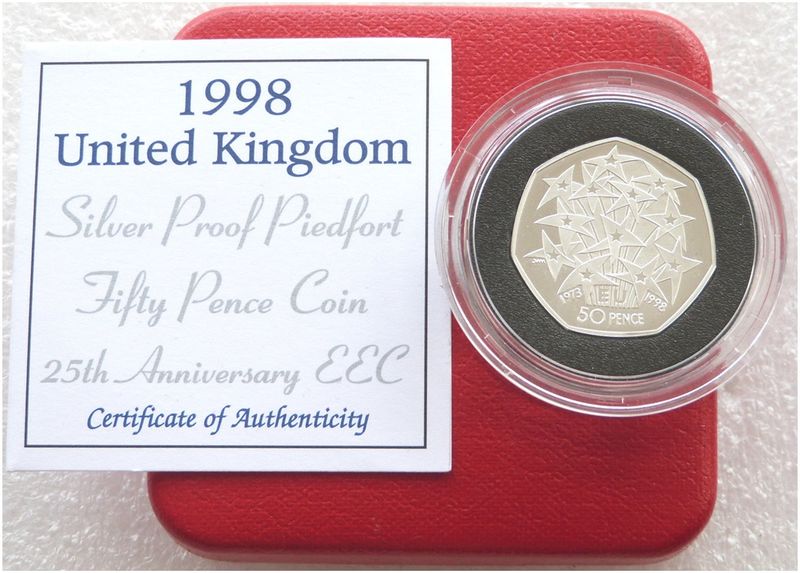 1998
United Kingdom
Silver Proof Piedfort
Fifty Pence Coin
25th Anniversary EEC
Certificate of Authenticity
1973 EU 1998
50 PENCE